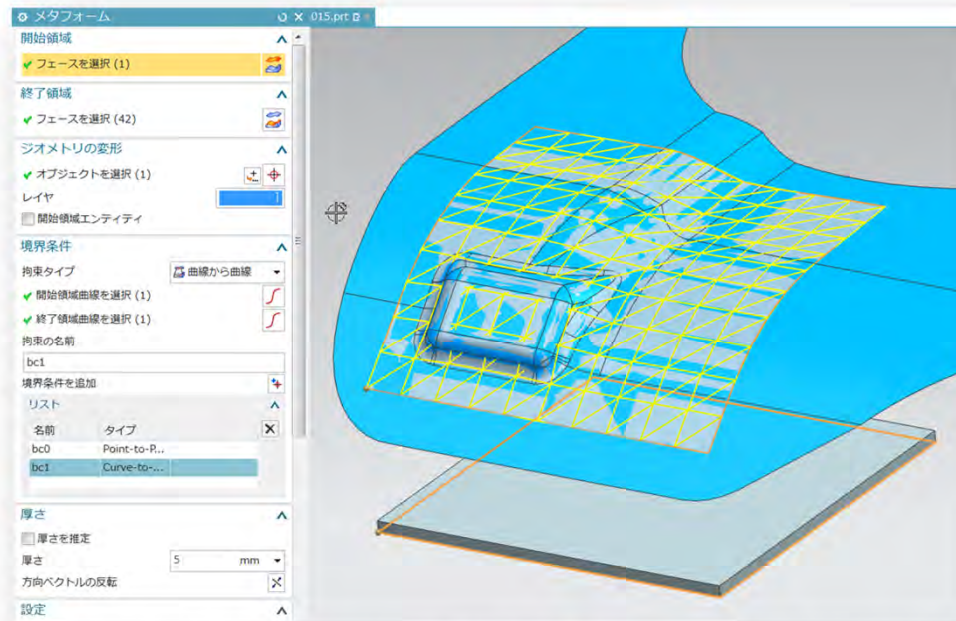 メタフォーム
015.prt
開始領域
フェースを選択 (1)
終了領域
フェースを選択 (42)
ジオメトリの変形
オブジェクトを選択 (1)
レイヤ
1
開始領域エンティティ
境界条件
拘束タイプ
曲線から曲線
開始領域曲線を選択 (1)
終了領域曲線を選択 (1)
拘束の名前
bc1
境界条件を追加
リスト
名前 タイプ
bc0 Point-to-P...
bc1 Curve-to-...
厚さ
厚さを推定
厚さ 5 mm
方向ベクトルの反転
設定